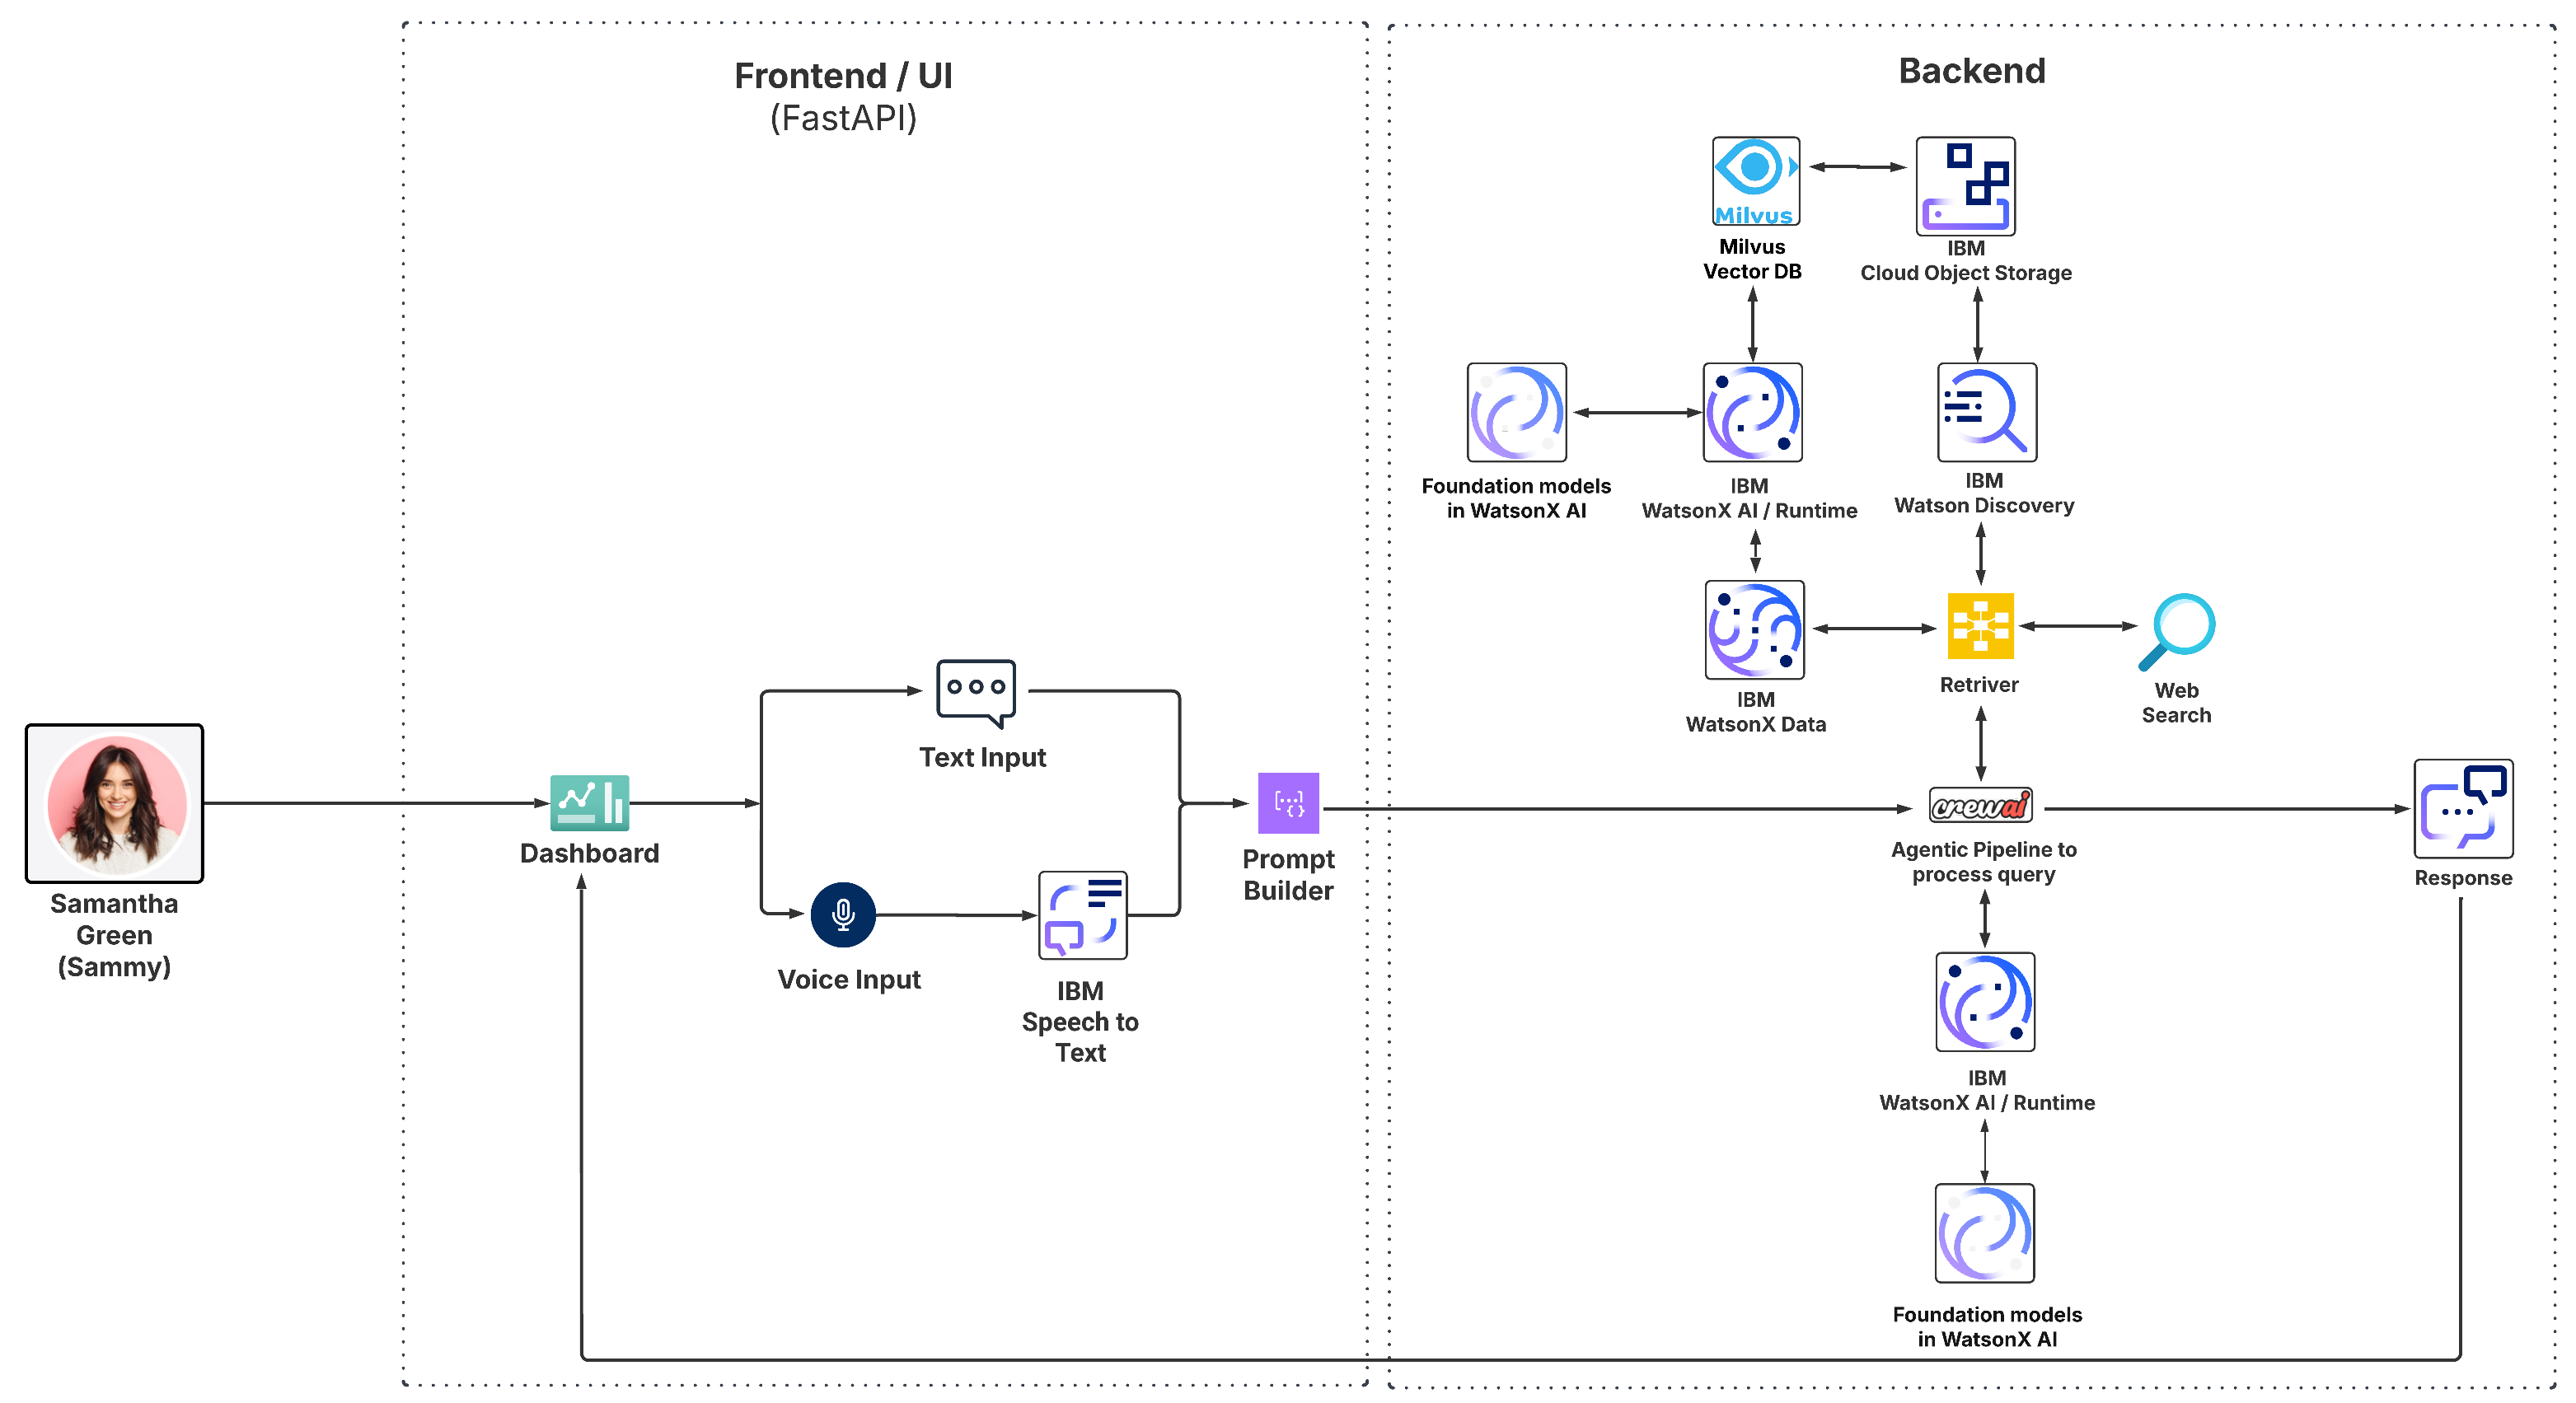 Frontend / UI
(FastAPI)
Backend
Milvus
Milvus
Vector DB
IBM
Cloud Object Storage
Foundation models
in WatsonX AI
IBM
WatsonX AI / Runtime
IBM
Watson Discovery
IBM
WatsonX Data
Retriver
Web
Search
Samantha
Green
(Sammy)
Dashboard
Text Input
Voice Input
IBM
Speech to
Text
Prompt
Builder
crewai
Agentic Pipeline to
process query
Response
IBM
WatsonX AI / Runtime
Foundation models
in WatsonX AI